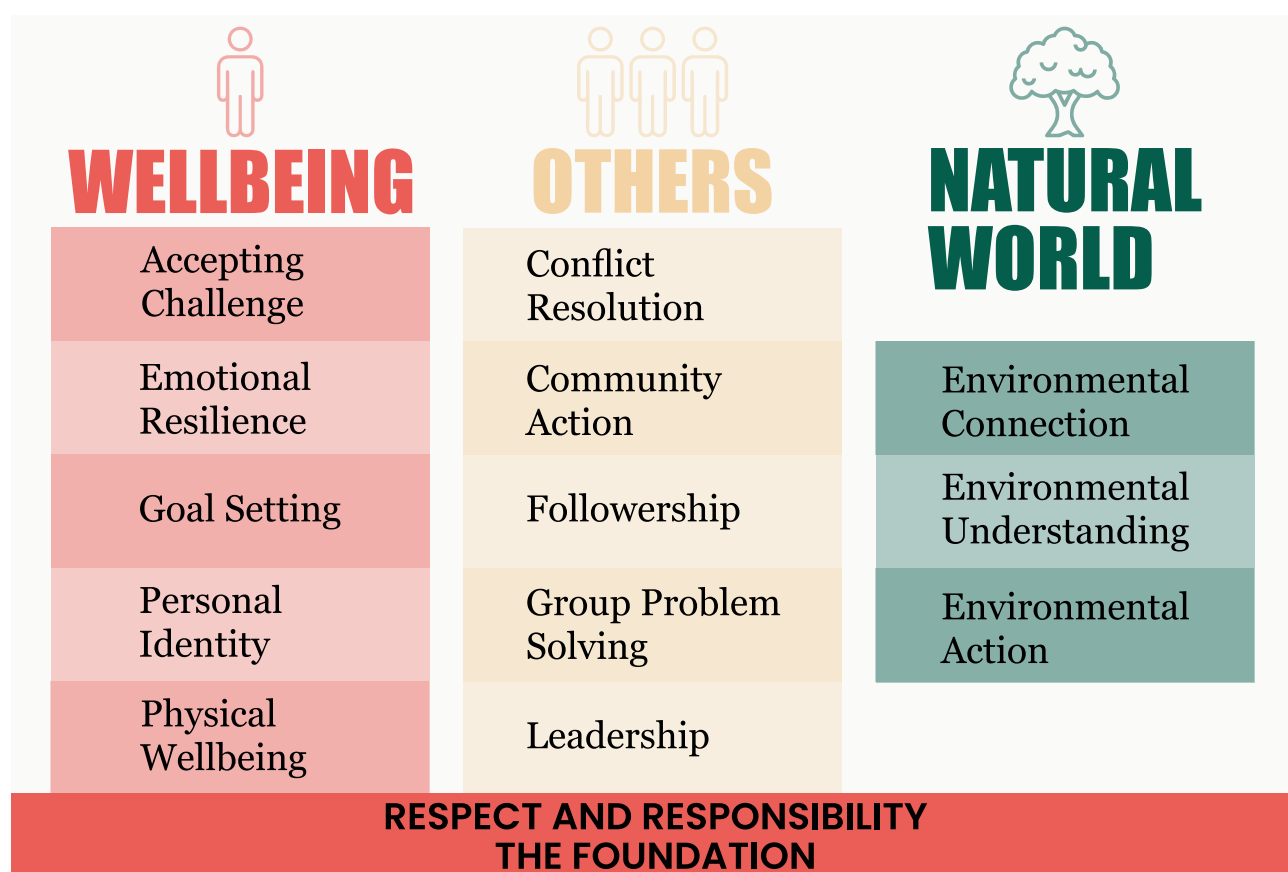 WELLBEING
Accepting
Challenge
Emotional
Resilience
Goal Setting
Personal
Identity
Physical
Wellbeing
OTHERS
Conflict
Resolution
Community
Action
Followership
Group Problem
Solving
Leadership
NATURAL
WORLD
Environmental
Connection
Environmental
Understanding
Environmental
Action
RESPECT AND RESPONSIBILITY
THE FOUNDATION